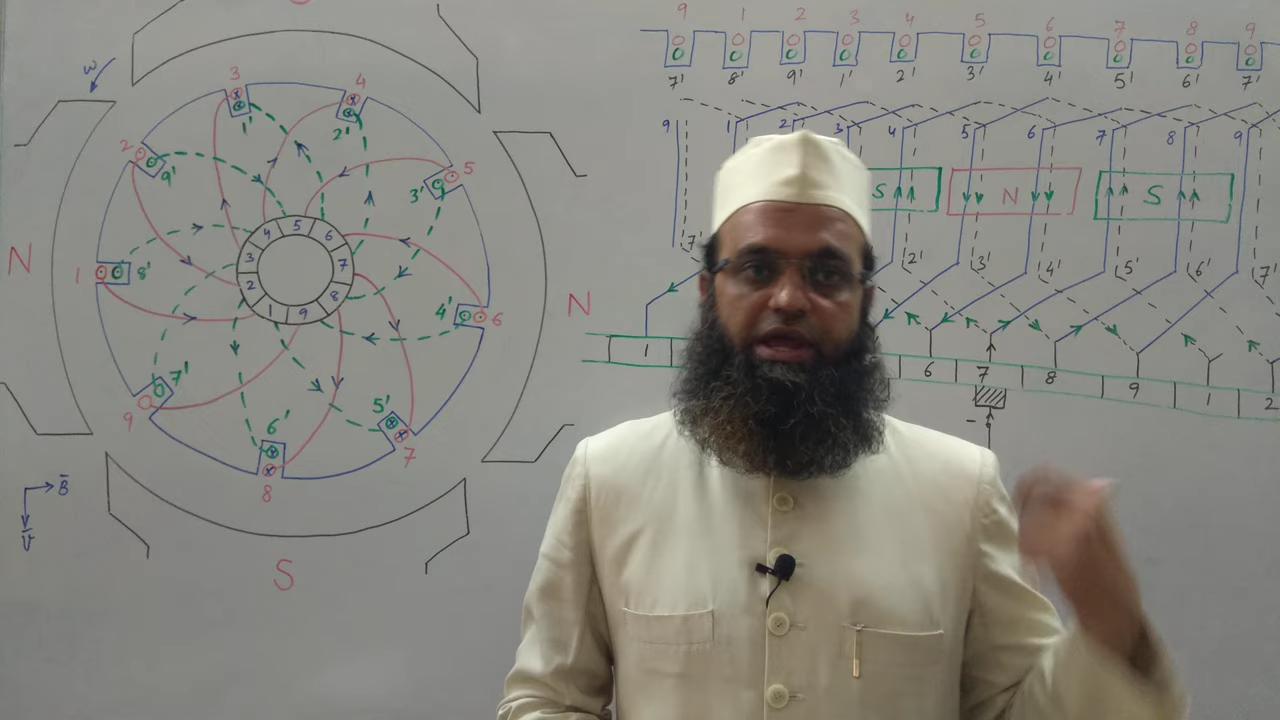 9 1 2 3 4 5 6 7 8 9
7' 8' 9' 1' 2' 3' 4' 5' 6' 7'
ω
3 4
1' 2'
2 9' 3' 5
N 1 8' 4' 6 N
4 5 6
3 7
2 8
1 9
9 7' 6' 5' 7
8
B̄
V̄
S
9 1 2 3 4 5 6 7 8 9
S N S
7' 2' 3' 4' 5' 6' 7'
1 6 7 8 9 1 2
-